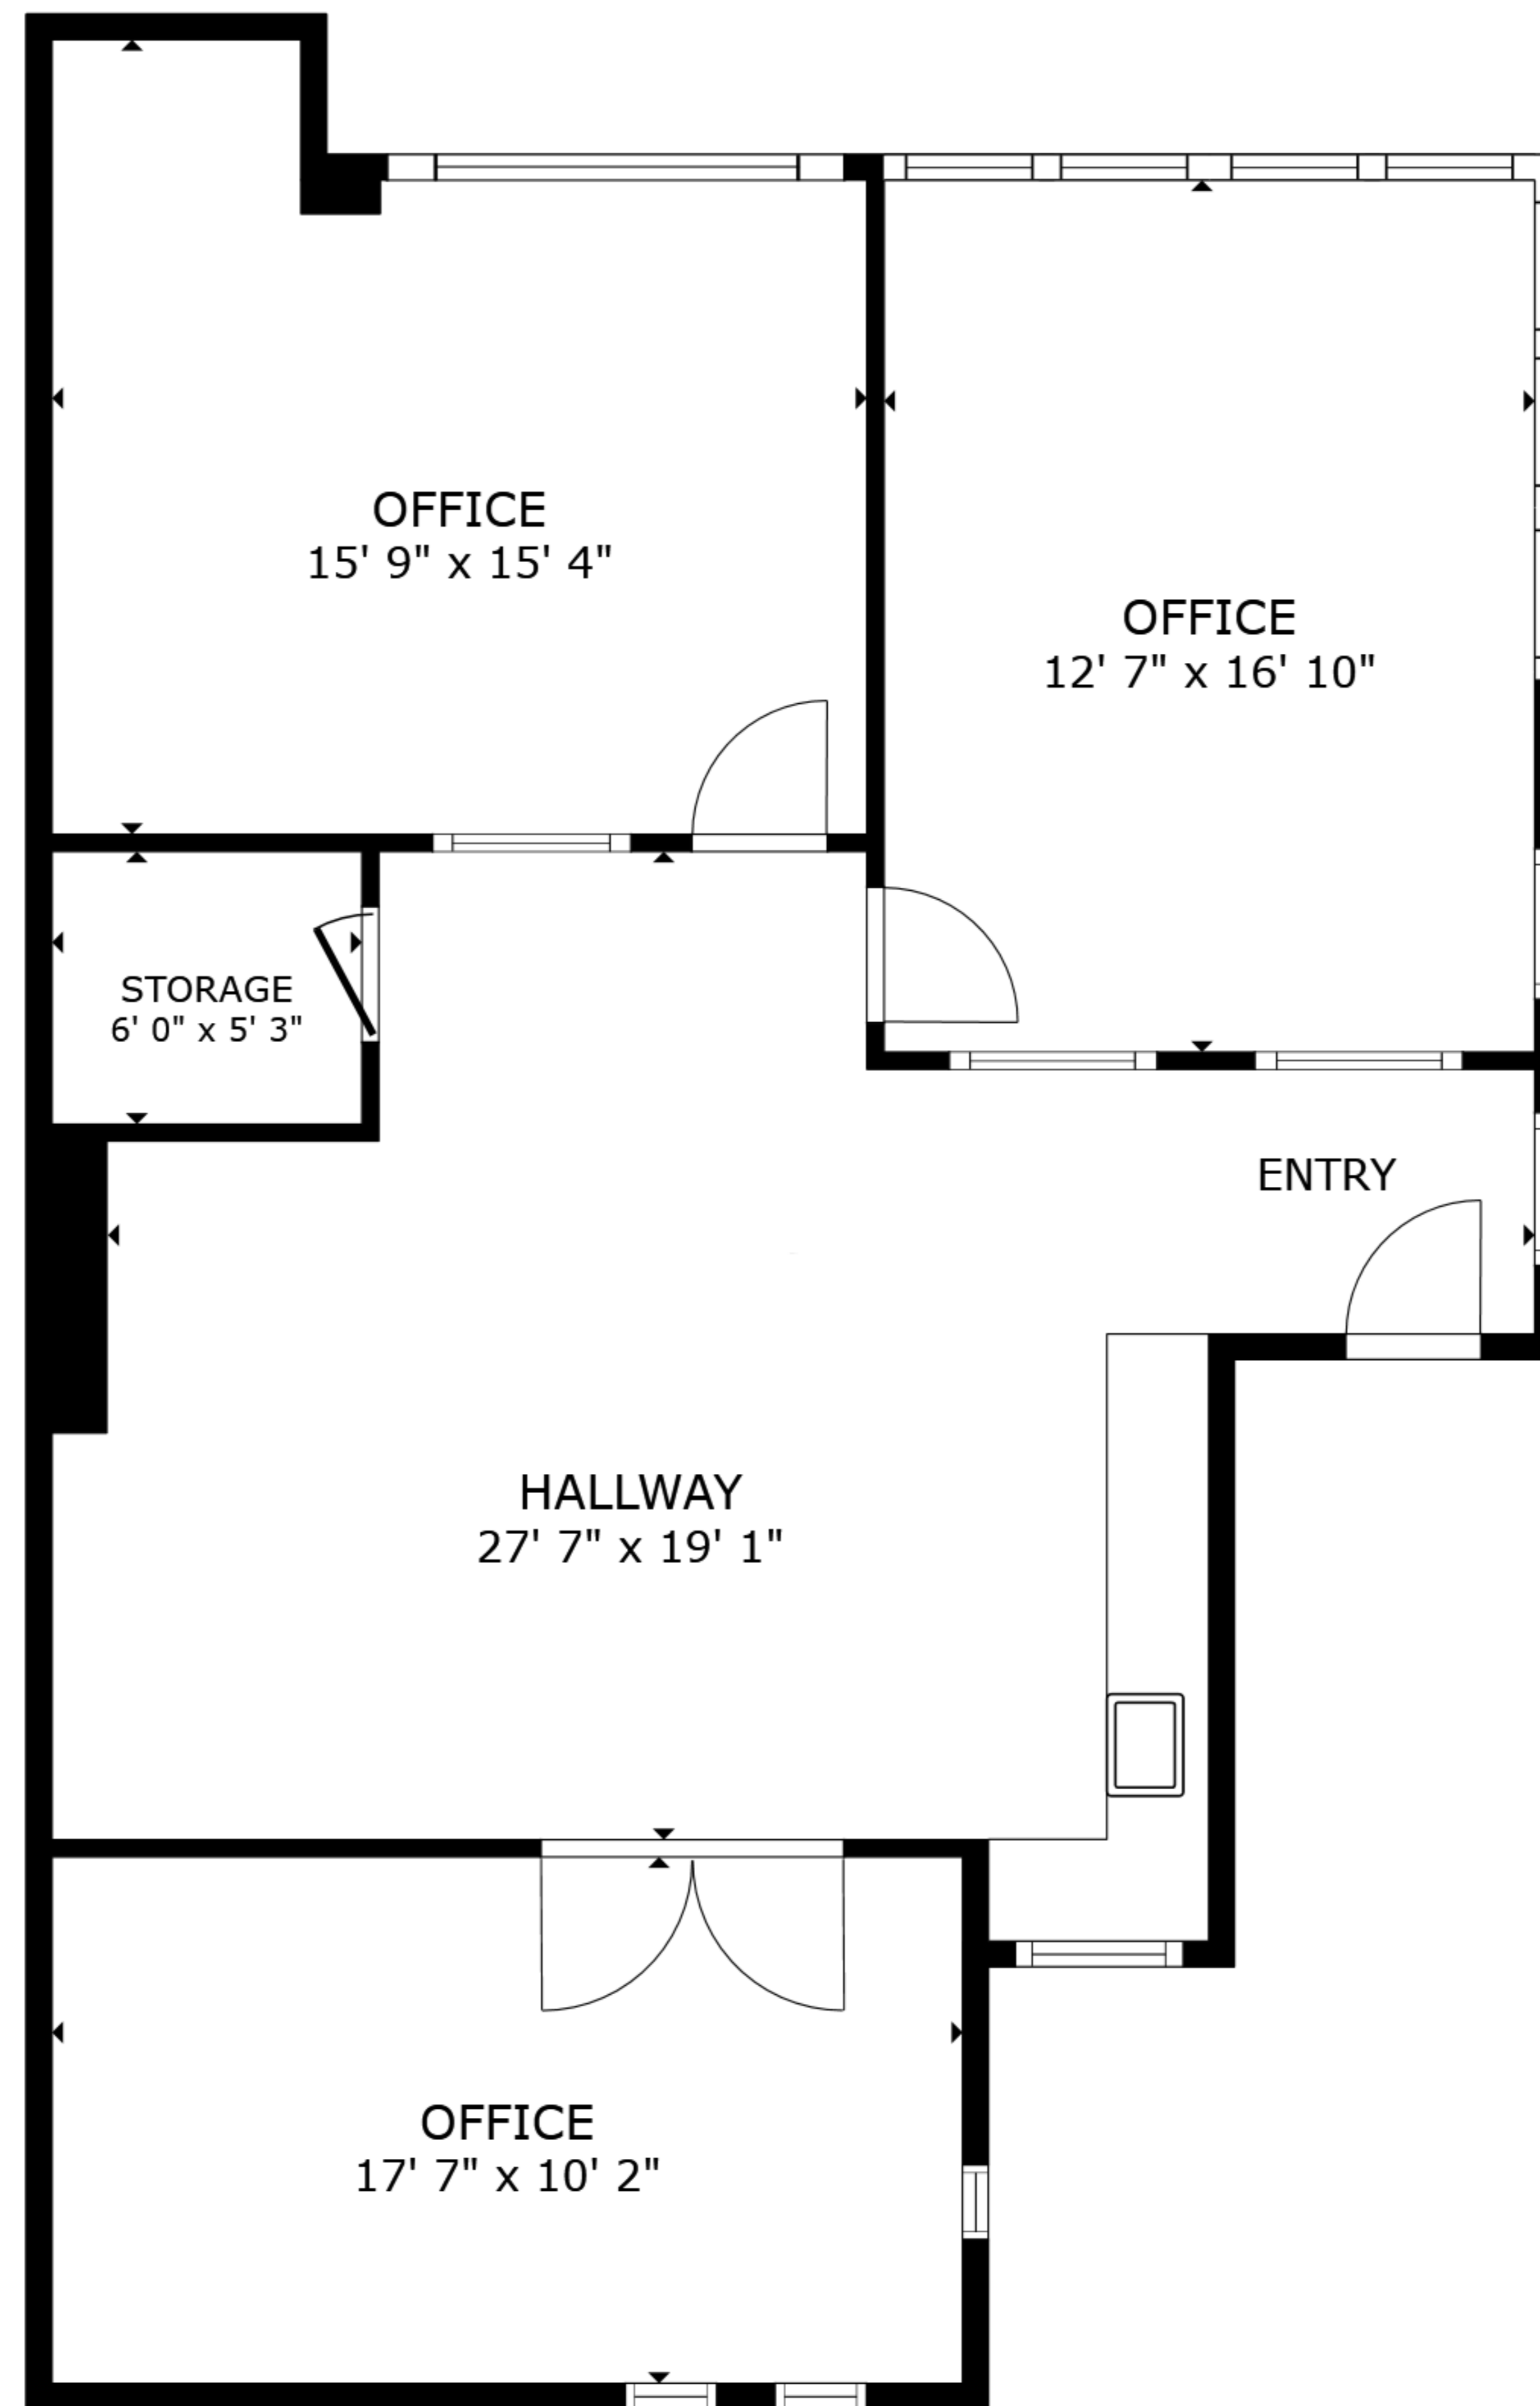 OFFICE
15' 9" x 15' 4"
OFFICE
12' 7" x 16' 10"
STORAGE
6' 0" x 5' 3"
ENTRY
HALLWAY
27' 7" x 19' 1"
OFFICE
17' 7" x 10' 2"